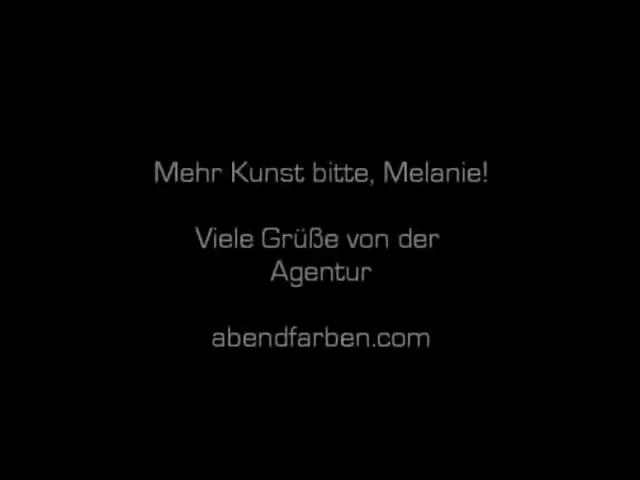 Mehr Kunst bitte, Melanie!
Viele Grüße von der
Agentur
abendfarben.com